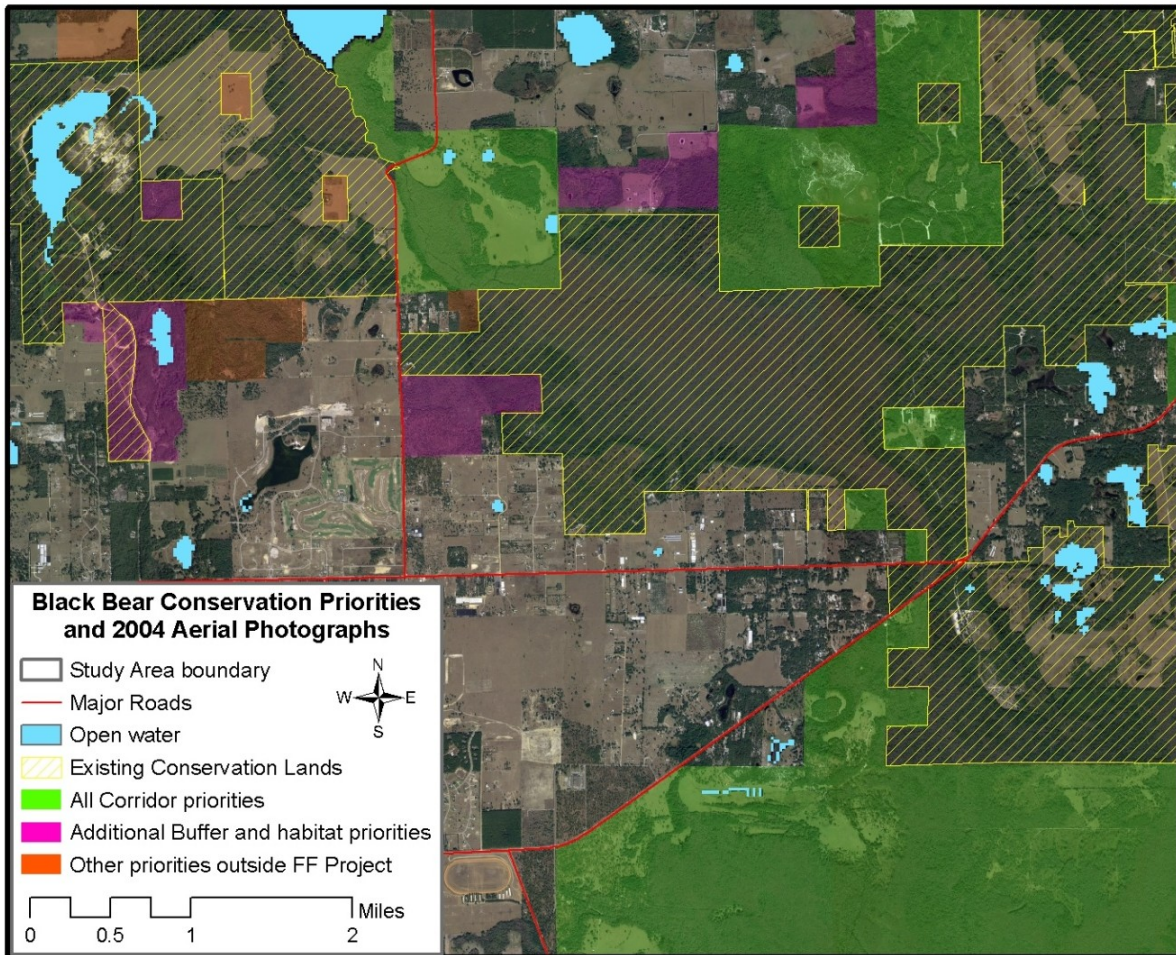 Black Bear Conservation Priorities
and 2004 Aerial Photographs
Study Area boundary
Major Roads
Open water
Existing Conservation Lands
All Corridor priorities
Additional Buffer and habitat priorities
Other priorities outside FF Project
N
W E
S
Miles
0 0.5 1 2